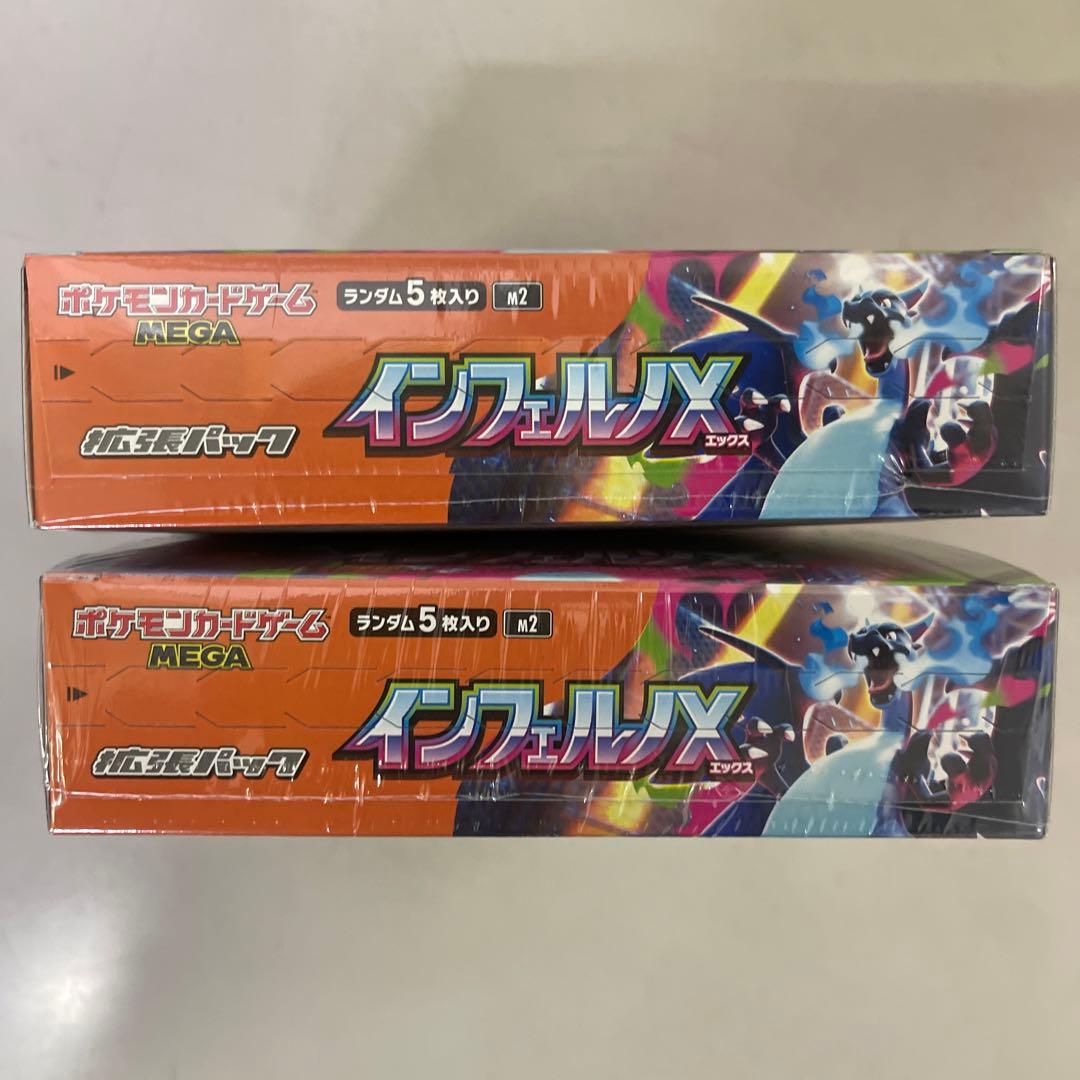 ポケモンカードゲーム
MEGA
ランダム5枚入り M2
インフェルノX
エックス
拡張パック
ポケモンカードゲーム
MEGA
ランダム5枚入り M2
インフェルノX
エックス
拡張パック